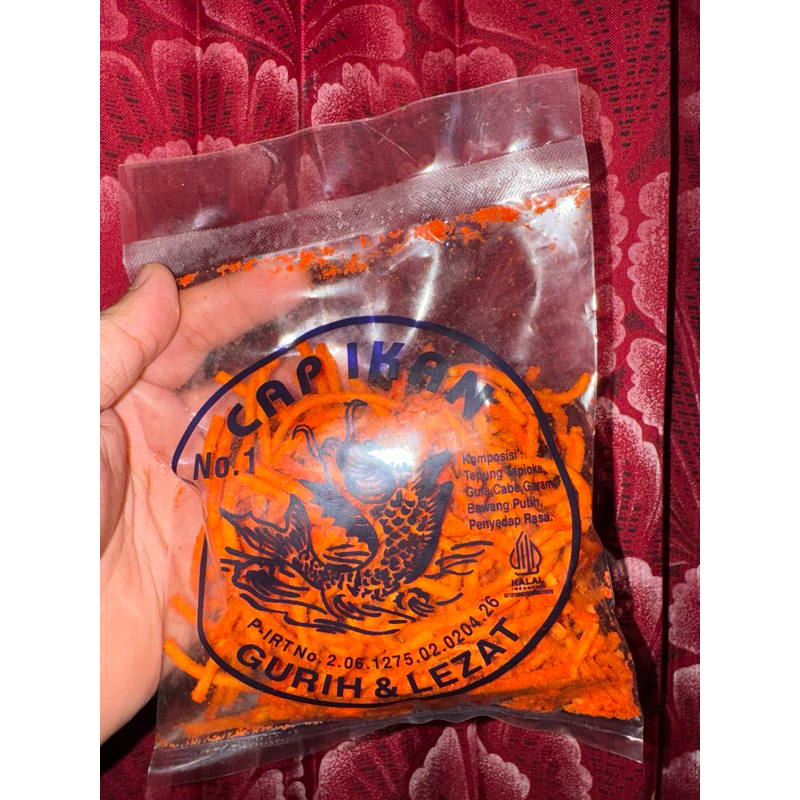 CAP IKAN
No.1
Komposisi :
Tepung Tapioka,
Gula, Cabe, Garam,
Bawang Putih,
Penyedap Rasa.
HALAL
INDONESIA
P-IRT No. 2.06.1275.02.0204.26
GURIH & LEZAT